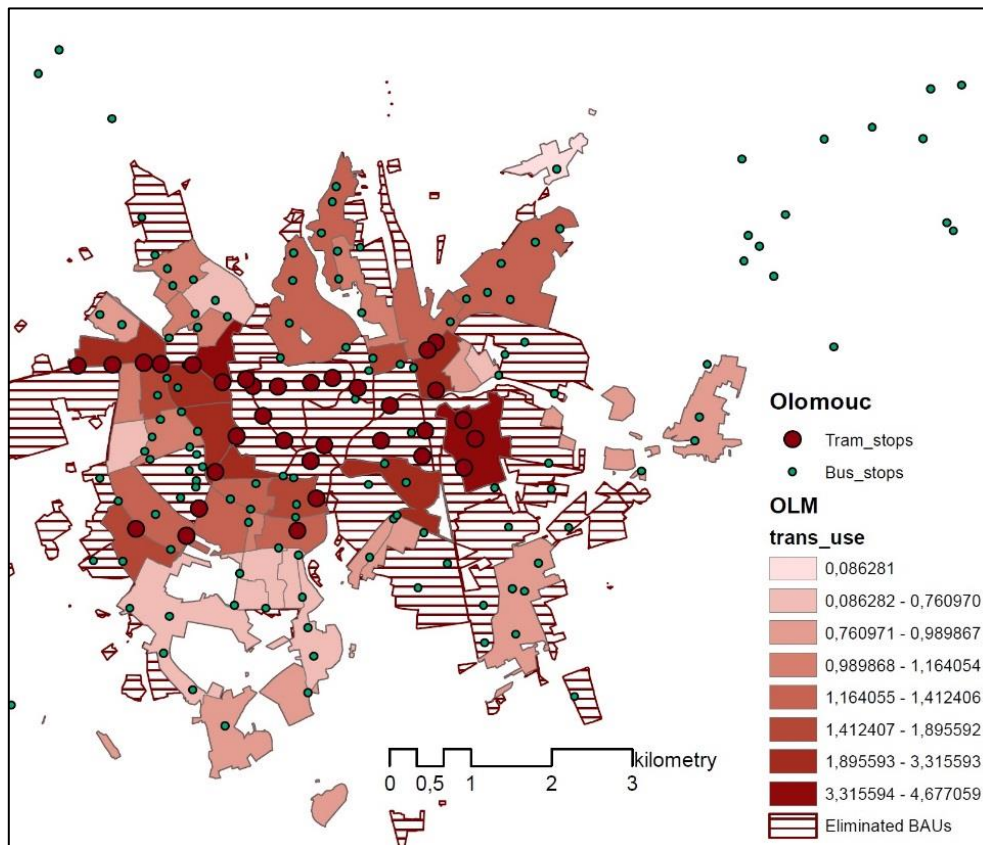 Olomouc
Tram_stops
Bus_stops
OLM
trans_use
0,086281
0,086282 - 0,760970
0,760971 - 0,989867
0,989868 - 1,164054
1,164055 - 1,412406
1,412407 - 1,895592
1,895593 - 3,315593
3,315594 - 4,677059
Eliminated BAUs
kilometry
0 0,5 1 2 3